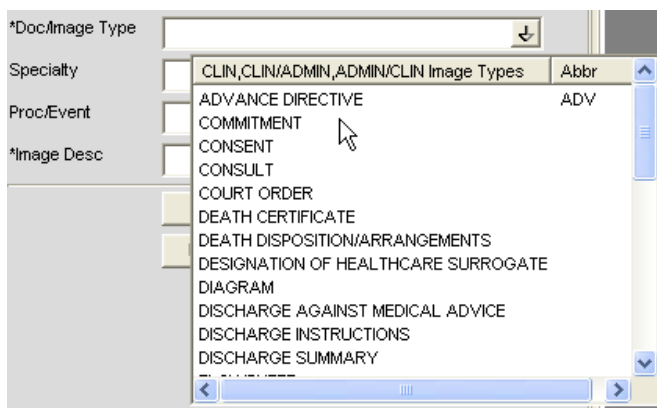 *Doc/Image Type
Specialty
Proc/Event
*Image Desc
CLIN,CLIN/ADMIN,ADMIN/CLIN Image Types Abbr
ADVANCE DIRECTIVE ADV
COMMITMENT
CONSENT
CONSULT
COURT ORDER
DEATH CERTIFICATE
DEATH DISPOSITION/ARRANGEMENTS
DESIGNATION OF HEALTHCARE SURROGATE
DIAGRAM
DISCHARGE AGAINST MEDICAL ADVICE
DISCHARGE INSTRUCTIONS
DISCHARGE SUMMARY